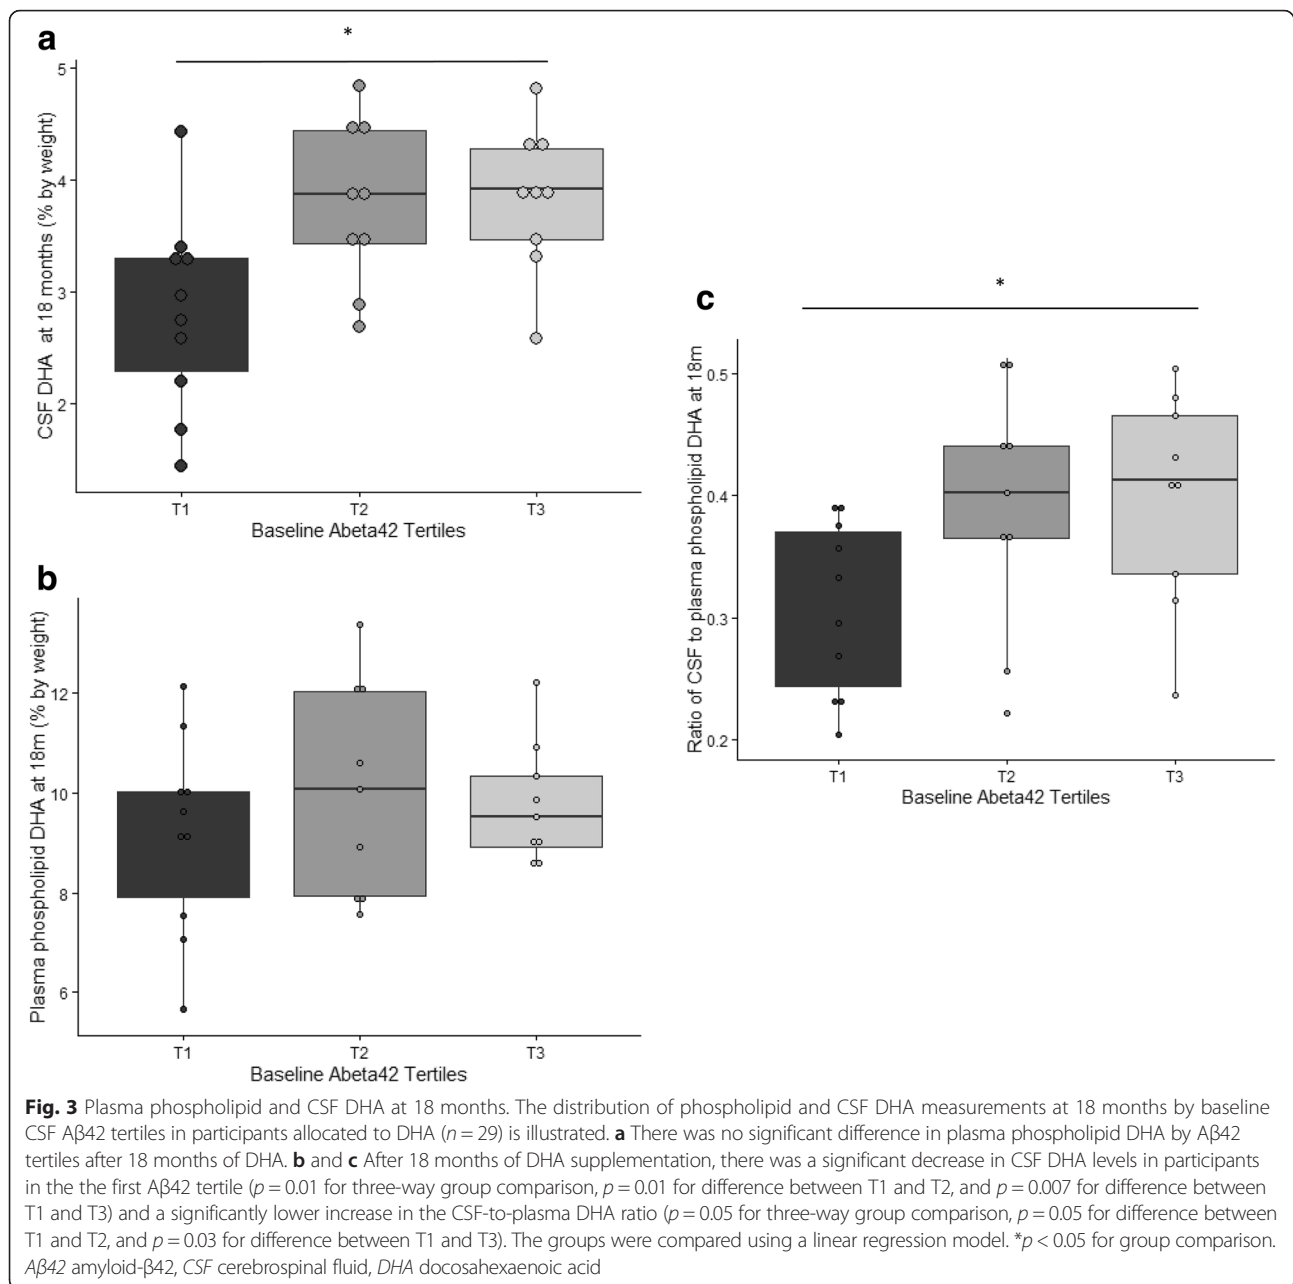 a
*
CSF DHA at 18 months (% by weight)
5
4
3
2
T1 T2 T3
Baseline Abeta42 Tertiles
b
Plasma phospholipid DHA at 18m (% by weight)
12
10
8
6
T1 T2 T3
Baseline Abeta42 Tertiles
c
*
Ratio of CSF to plasma phospholipid DHA at 18m
0.5
0.4
0.3
0.2
T1 T2 T3
Baseline Abeta42 Tertiles
Fig. 3 Plasma phospholipid and CSF DHA at 18 months. The distribution of phospholipid and CSF DHA measurements at 18 months by baseline
CSF Aβ42 tertiles in participants allocated to DHA (n = 29) is illustrated. a There was no significant difference in plasma phospholipid DHA by Aβ42
tertiles after 18 months of DHA. b and c After 18 months of DHA supplementation, there was a significant decrease in CSF DHA levels in participants
in the the first Aβ42 tertile (p = 0.01 for three-way group comparison, p = 0.01 for difference between T1 and T2, and p = 0.007 for difference between
T1 and T3) and a significantly lower increase in the CSF-to-plasma DHA ratio (p = 0.05 for three-way group comparison, p = 0.05 for difference between
T1 and T2, and p = 0.03 for difference between T1 and T3). The groups were compared using a linear regression model. *p < 0.05 for group comparison.
Aβ42 amyloid-β42, CSF cerebrospinal fluid, DHA docosahexaenoic acid